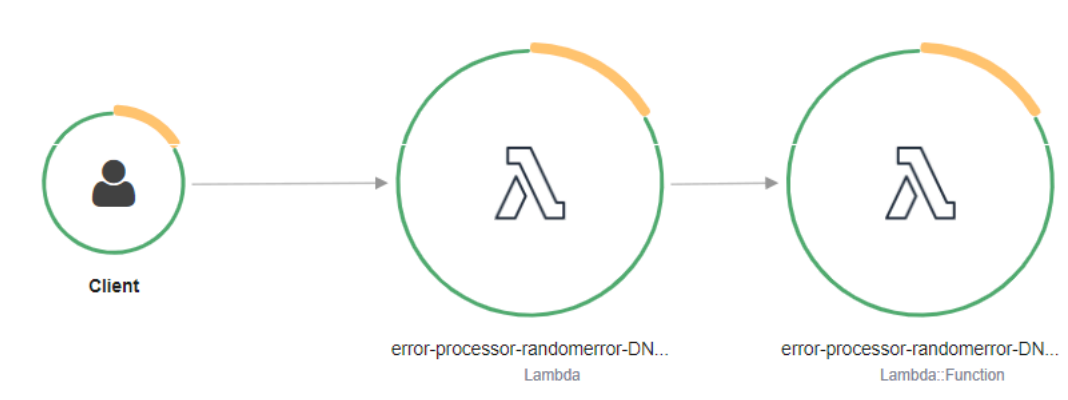 Client
error-processor-randomerror-DN...
Lambda
error-processor-randomerror-DN...
Lambda::Function